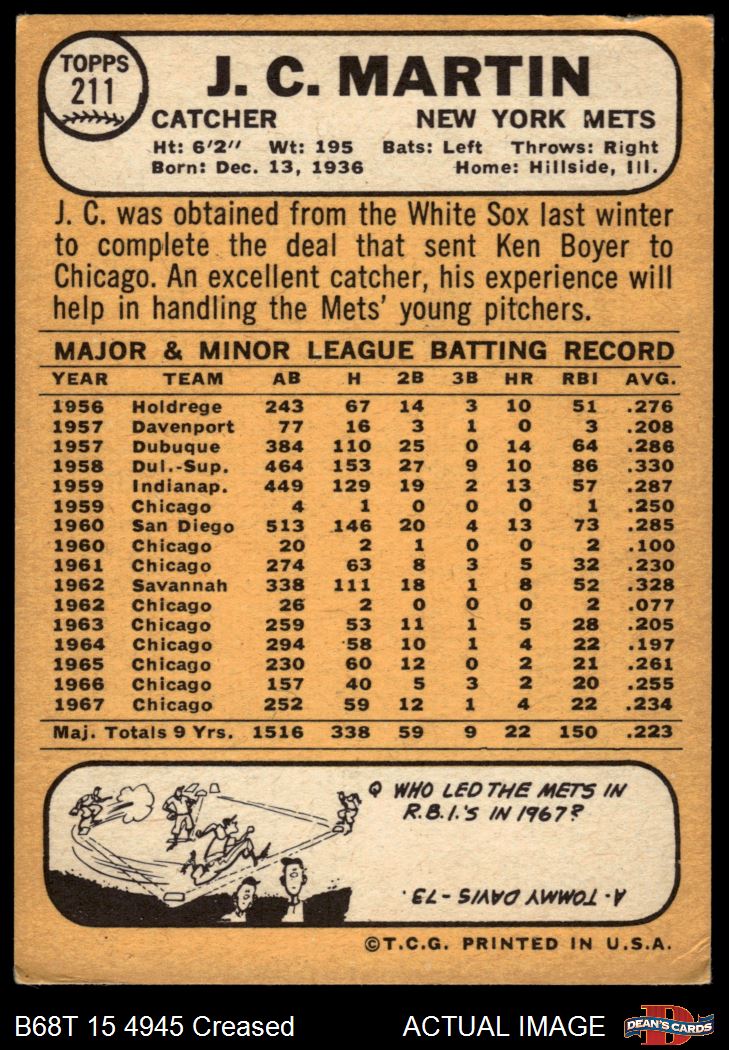 TOPPS
211
J. C. MARTIN
CATCHER NEW YORK METS
Ht: 6'2" Wt: 195 Bats: Left Throws: Right
Born: Dec. 13, 1936 Home: Hillside, Ill.
J. C. was obtained from the White Sox last winter
to complete the deal that sent Ken Boyer to
Chicago. An excellent catcher, his experience will
help in handling the Mets' young pitchers.
MAJOR & MINOR LEAGUE BATTING RECORD
YEAR TEAM AB H 2B 3B HR RBI AVG.
1956 Holdrege 243 67 14 3 10 51 .276
1957 Davenport 77 16 3 1 0 3 .208
1957 Dubuque 384 110 25 0 14 64 .286
1958 Dul.-Sup. 464 153 27 9 10 86 .330
1959 Indianap. 449 129 19 2 13 57 .287
1959 Chicago 4 1 0 0 0 1 .250
1960 San Diego 513 146 20 4 13 73 .285
1960 Chicago 20 2 1 0 0 2 .100
1961 Chicago 274 63 8 3 5 32 .230
1962 Savannah 338 111 18 1 8 52 .328
1962 Chicago 26 2 0 0 0 2 .077
1963 Chicago 259 53 11 1 5 28 .205
1964 Chicago 294 58 10 1 4 22 .197
1965 Chicago 230 60 12 0 2 21 .261
1966 Chicago 157 40 5 3 2 20 .255
1967 Chicago 252 59 12 1 4 22 .234
Maj. Totals 9 Yrs. 1516 338 59 9 22 150 .223
Q WHO LED THE METS IN
R.B.I.'S IN 1967?
A. TOMMY DAVIS - 73.
©T.C.G. PRINTED IN U.S.A.
B68T 15 4945 Creased ACTUAL IMAGE
D
DEAN'S CARDS